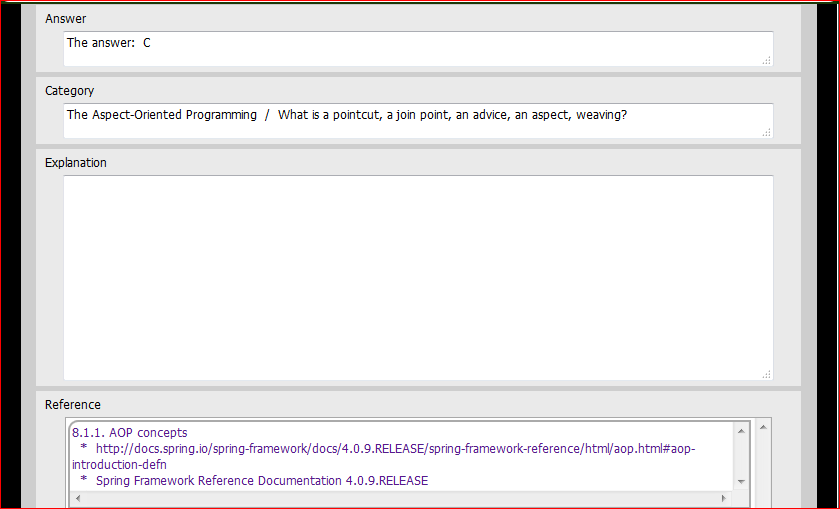 Answer
The answer:  C
Category
The Aspect-Oriented Programming  /  What is a pointcut, a join point, an advice, an aspect, weaving?
Explanation
Reference
8.1.1. AOP concepts
*  http://docs.spring.io/spring-framework/docs/4.0.9.RELEASE/spring-framework-reference/html/aop.html#aop-
introduction-defn
*  Spring Framework Reference Documentation 4.0.9.RELEASE